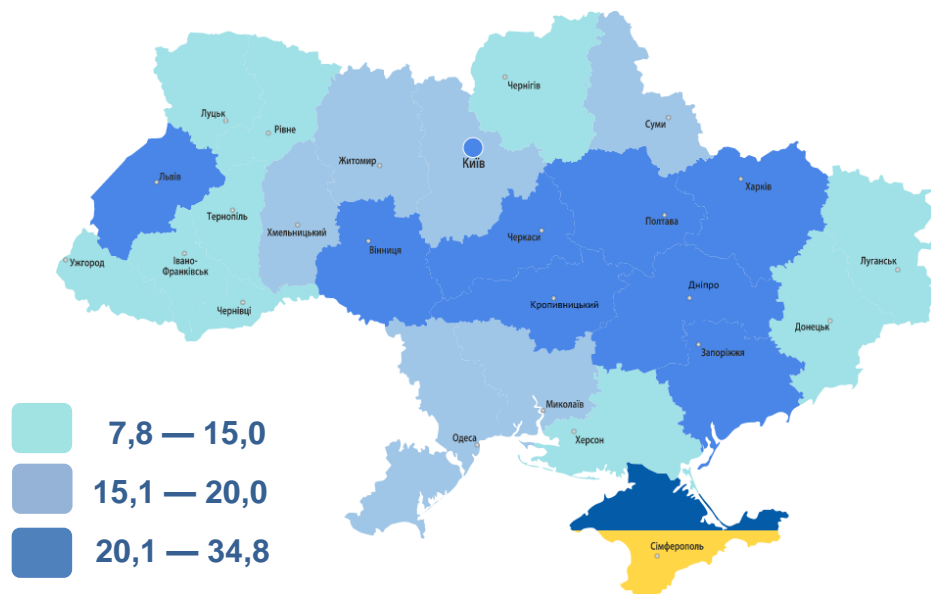 Чернігів
Луцьк
Рівне
Суми
Житомир
Київ
Львів
Харків
Тернопіль
Хмельницький
Полтава
Черкаси
Вінниця
Ужгород
Івано-
Франківськ
Луганськ
Дніпро
Чернівці
Кропивницький
Донецьк
Запоріжжя
Миколаїв
Одеса
Херсон
Сімферополь
7,8 — 15,0
15,1 — 20,0
20,1 — 34,8